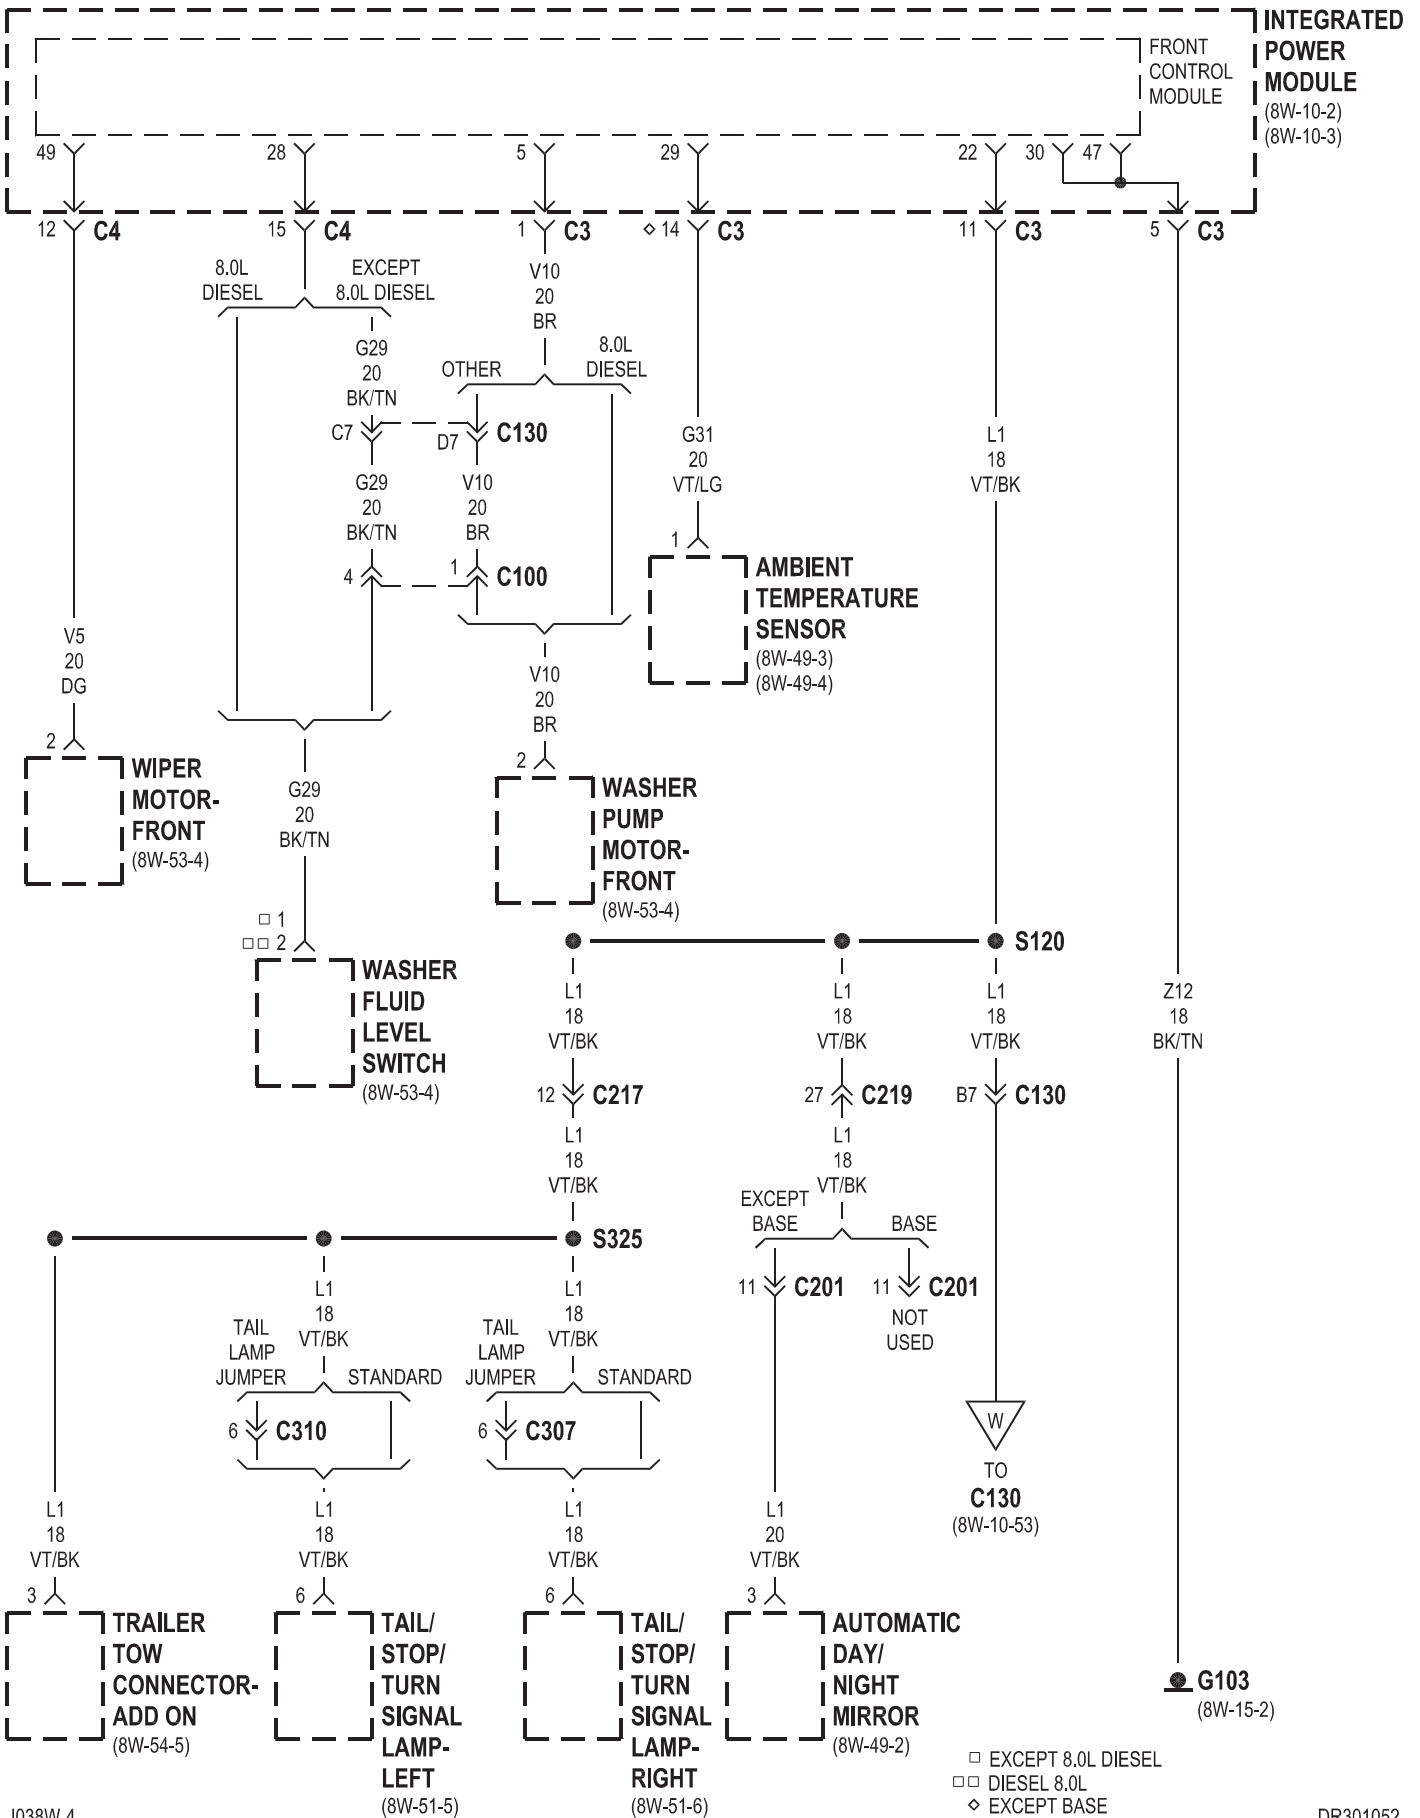 INTEGRATED
POWER
MODULE
(8W-10-2)
(8W-10-3)
FRONT
CONTROL
MODULE
49
28
5
29
22
30
47
12
C4
15
C4
1
C3
14
C3
11
C3
5
C3
8.0L
DIESEL
EXCEPT
8.0L DIESEL
V10
20
BR
G29
20
BK/TN
OTHER
8.0L
DIESEL
C7
D7
C130
G29
20
BK/TN
V10
20
BR
4
1
C100
G31
20
VT/LG
L1
18
VT/BK
1
AMBIENT
TEMPERATURE
SENSOR
(8W-49-3)
(8W-49-4)
V5
20
DG
V10
20
BR
2
WIPER
MOTOR-
FRONT
(8W-53-4)
G29
20
BK/TN
2
WASHER
PUMP
MOTOR-
FRONT
(8W-53-4)
□ 1
□□ 2
WASHER
FLUID
LEVEL
SWITCH
(8W-53-4)
S120
L1
18
VT/BK
L1
18
VT/BK
L1
18
VT/BK
Z12
18
BK/TN
12
C217
27
C219
B7
C130
L1
18
VT/BK
L1
18
VT/BK
EXCEPT
BASE
BASE
S325
11
C201
11
C201
NOT
USED
L1
18
VT/BK
L1
18
VT/BK
TAIL
LAMP
JUMPER
STANDARD
TAIL
LAMP
JUMPER
STANDARD
6
C310
6
C307
W
TO
C130
(8W-10-53)
L1
18
VT/BK
L1
18
VT/BK
L1
18
VT/BK
L1
20
VT/BK
3
TRAILER
TOW
CONNECTOR-
ADD ON
(8W-54-5)
6
TAIL/
STOP/
TURN
SIGNAL
LAMP-
LEFT
(8W-51-5)
6
TAIL/
STOP/
TURN
SIGNAL
LAMP-
RIGHT
(8W-51-6)
3
AUTOMATIC
DAY/
NIGHT
MIRROR
(8W-49-2)
G103
(8W-15-2)
□ EXCEPT 8.0L DIESEL
□□ DIESEL 8.0L
◇ EXCEPT BASE
J038W-4
DR301052